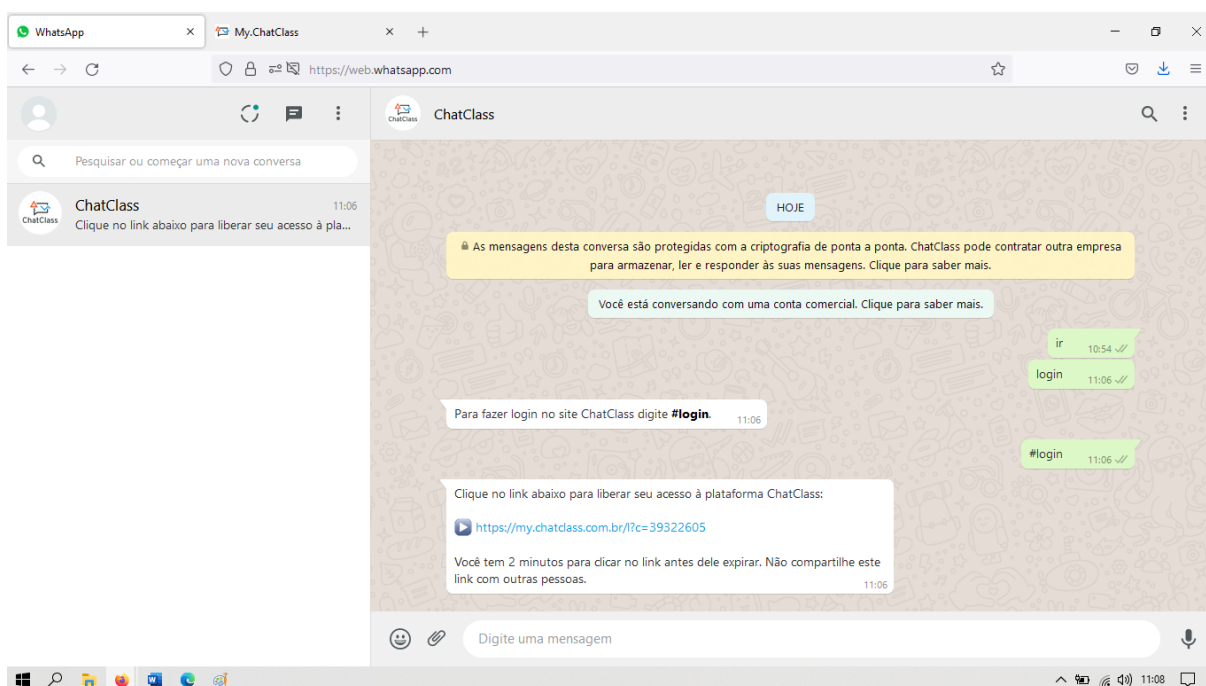 WhatsApp
My.ChatClass
https://web.whatsapp.com
ChatClass
ChatClass
Pesquisar ou começar uma nova conversa
ChatClass
ChatClass 11:06
Clique no link abaixo para liberar seu acesso à pla...
HOJE
As mensagens desta conversa são protegidas com a criptografia de ponta a ponta. ChatClass pode contratar outra empresa
para armazenar, ler e responder às suas mensagens. Clique para saber mais.
Você está conversando com uma conta comercial. Clique para saber mais.
ir 10:54
login 11:06
Para fazer login no site ChatClass digite #login. 11:06
#login 11:06
Clique no link abaixo para liberar seu acesso à plataforma ChatClass:
https://my.chatclass.com.br/l?c=39322605
Você tem 2 minutos para clicar no link antes dele expirar. Não compartilhe este
link com outras pessoas. 11:06
Digite uma mensagem
11:08